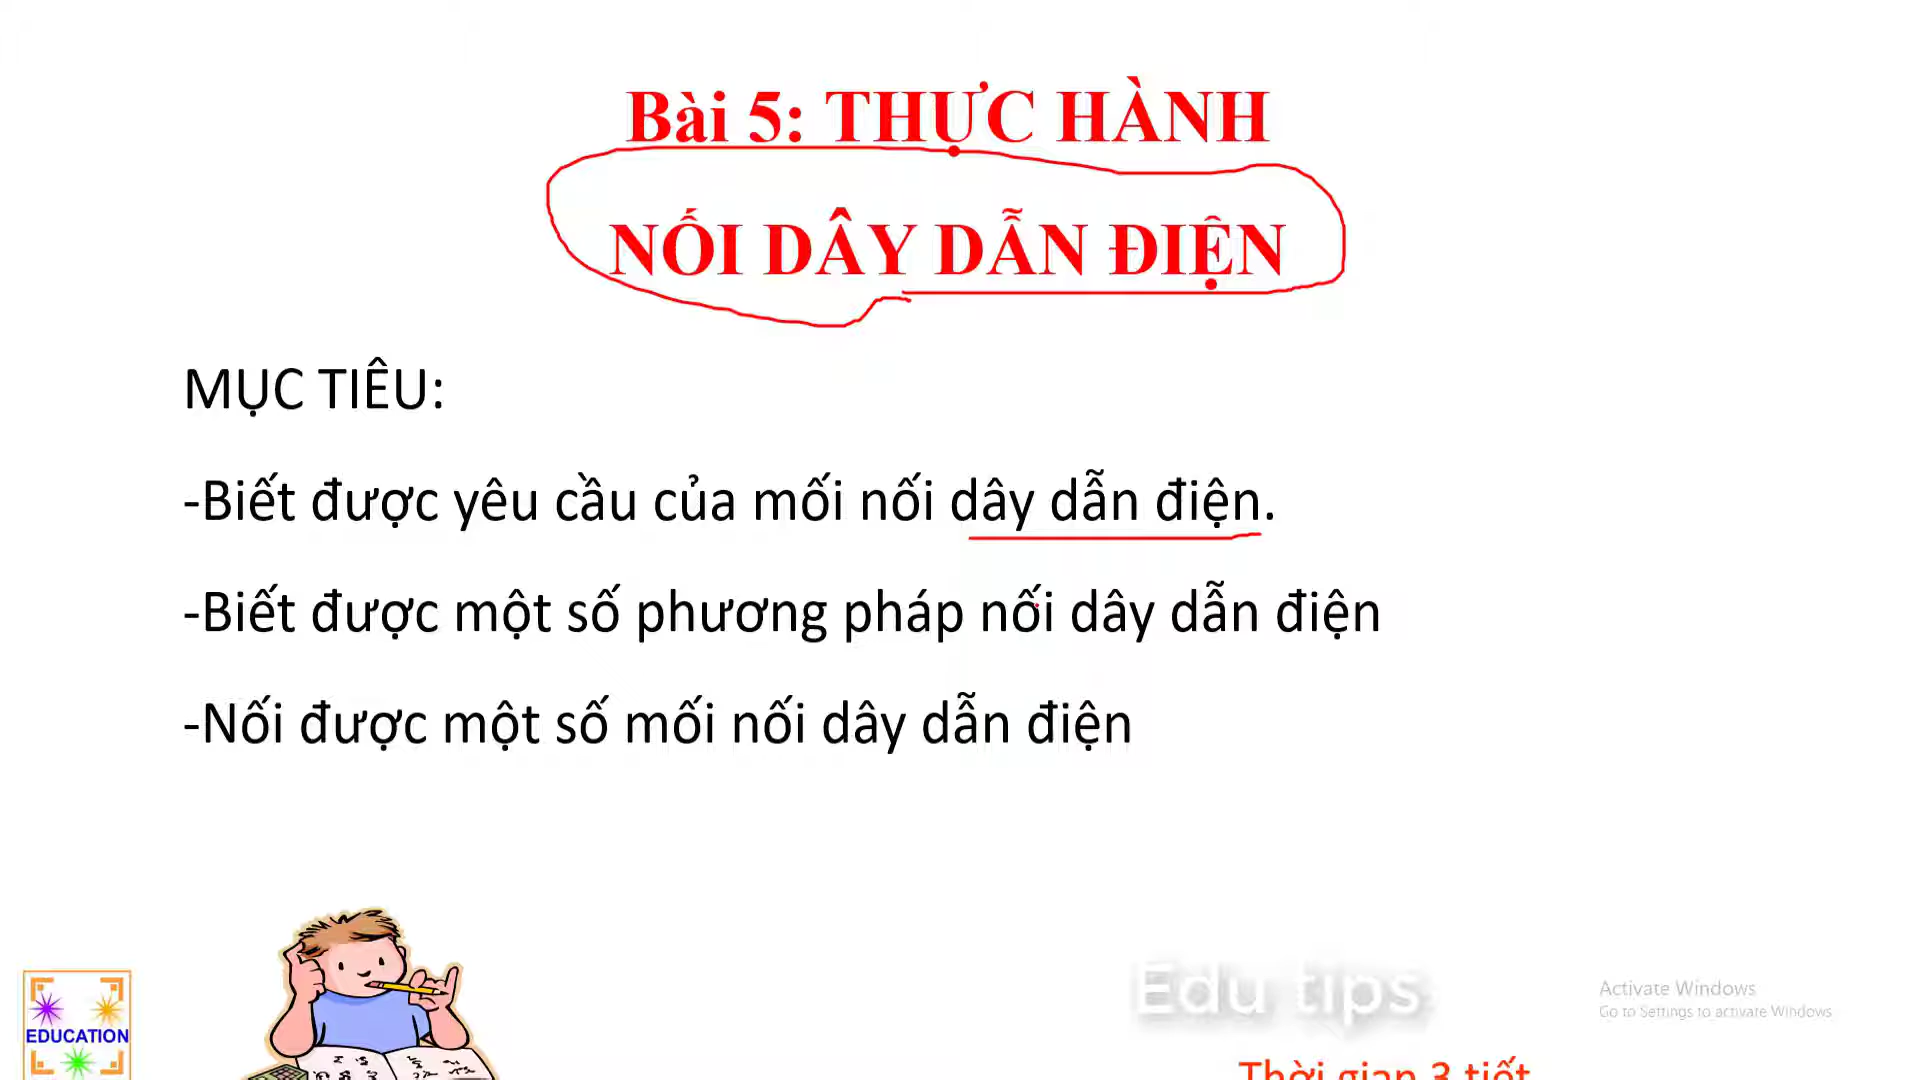 Bài 5: THỰC HÀNH
NỐI DÂY DẪN ĐIỆN
MỤC TIÊU:
-Biết được yêu cầu của mối nối dây dẫn điện.
-Biết được một số phương pháp nối dây dẫn điện
-Nối được một số mối nối dây dẫn điện
EDUCATION
Edu tips
Activate Windows
Go to Settings to activate Windows
Thời gian 3 tiết